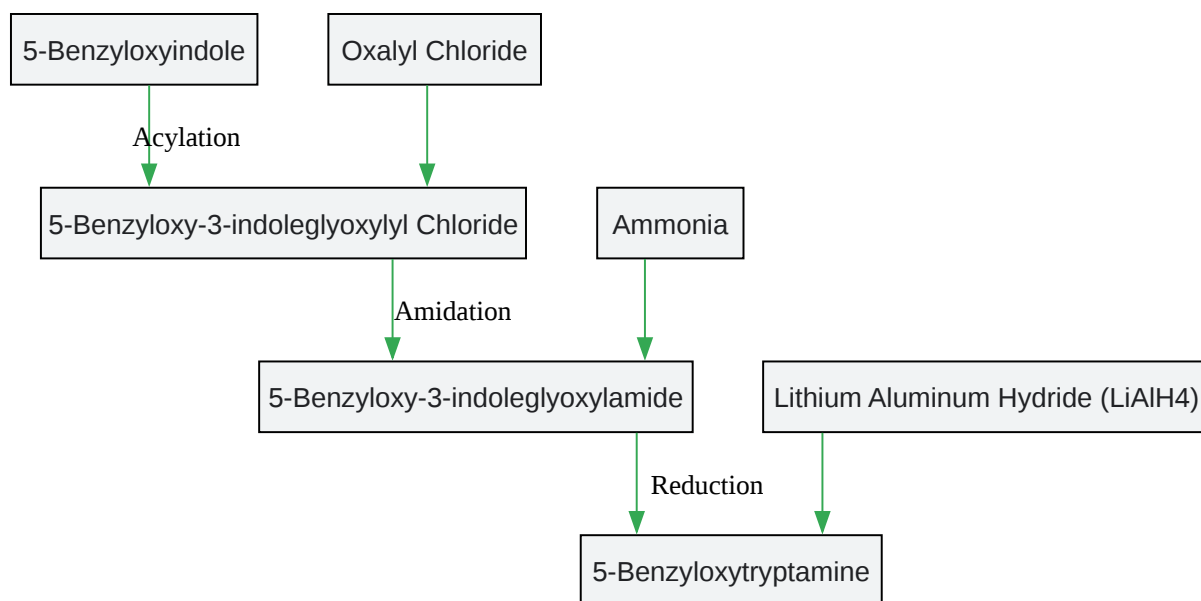 5-Benzyloxyindole
Oxalyl Chloride
Acylation
5-Benzyloxy-3-indoleglyoxylyl Chloride
Ammonia
Amidation
5-Benzyloxy-3-indoleglyoxylamide
Lithium Aluminum Hydride (LiAlH4)
Reduction
5-Benzyloxytryptamine